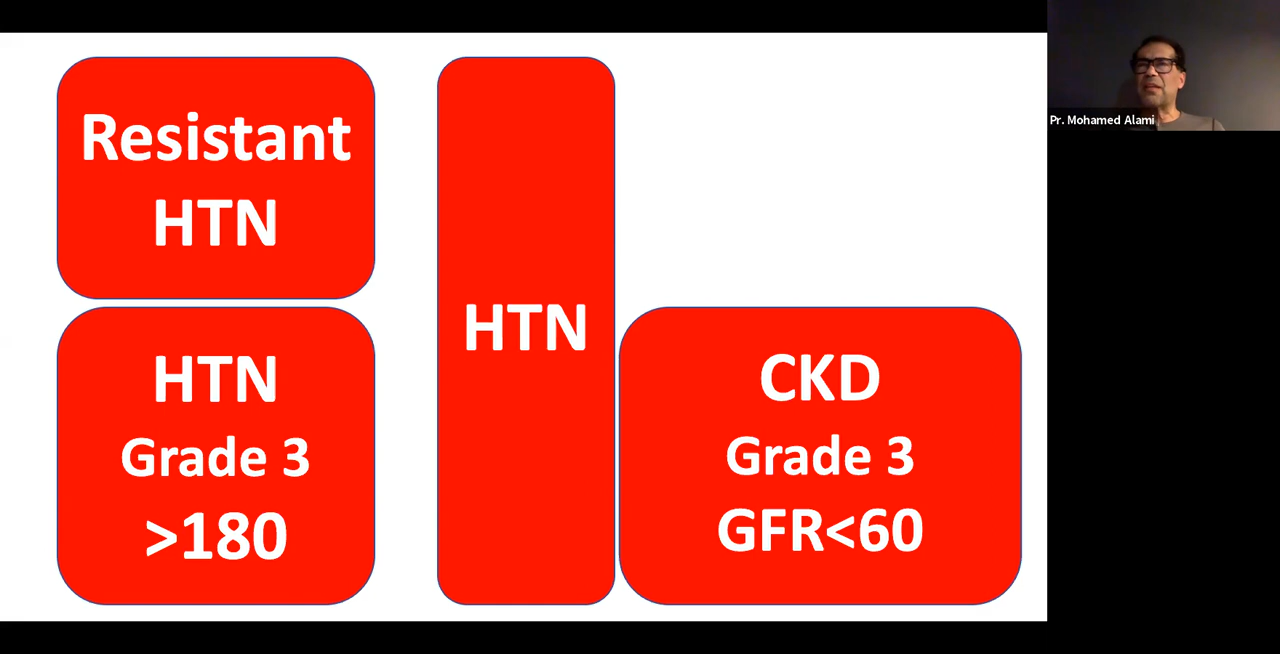 Resistant
HTN
HTN
Grade 3
>180
HTN
CKD
Grade 3
GFR<60
Pr. Mohamed Alami